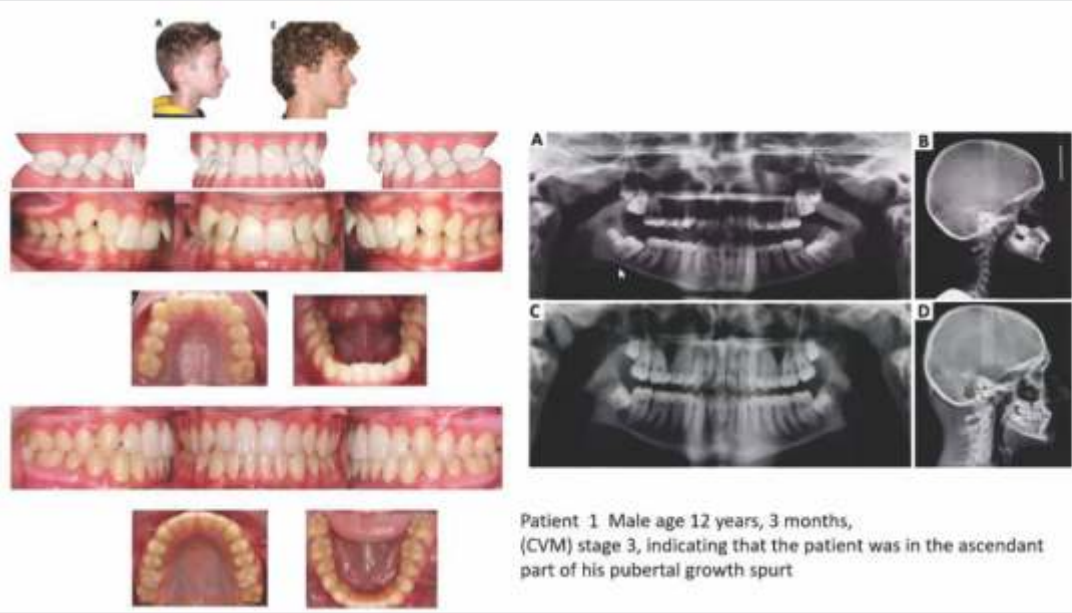 A
E
A
B
C
D
Patient 1 Male age 12 years, 3 months,
(CVM) stage 3, indicating that the patient was in the ascendant
part of his pubertal growth spurt